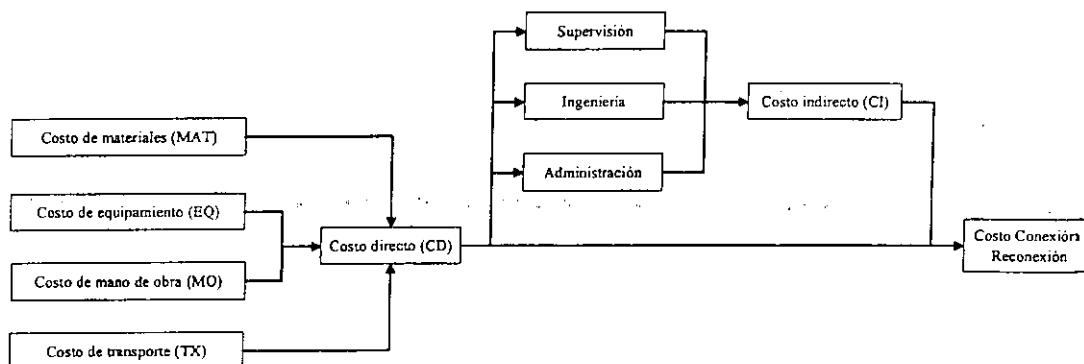 Supervisión
Ingeniería
Costo indirecto (CI)
Costo de materiales (MAT)
Administración
Costo de equipamiento (EQ)
Costo directo (CD)
Costo Conexión
Reconexión
Costo de mano de obra (MO)
Costo de transporte (TX)